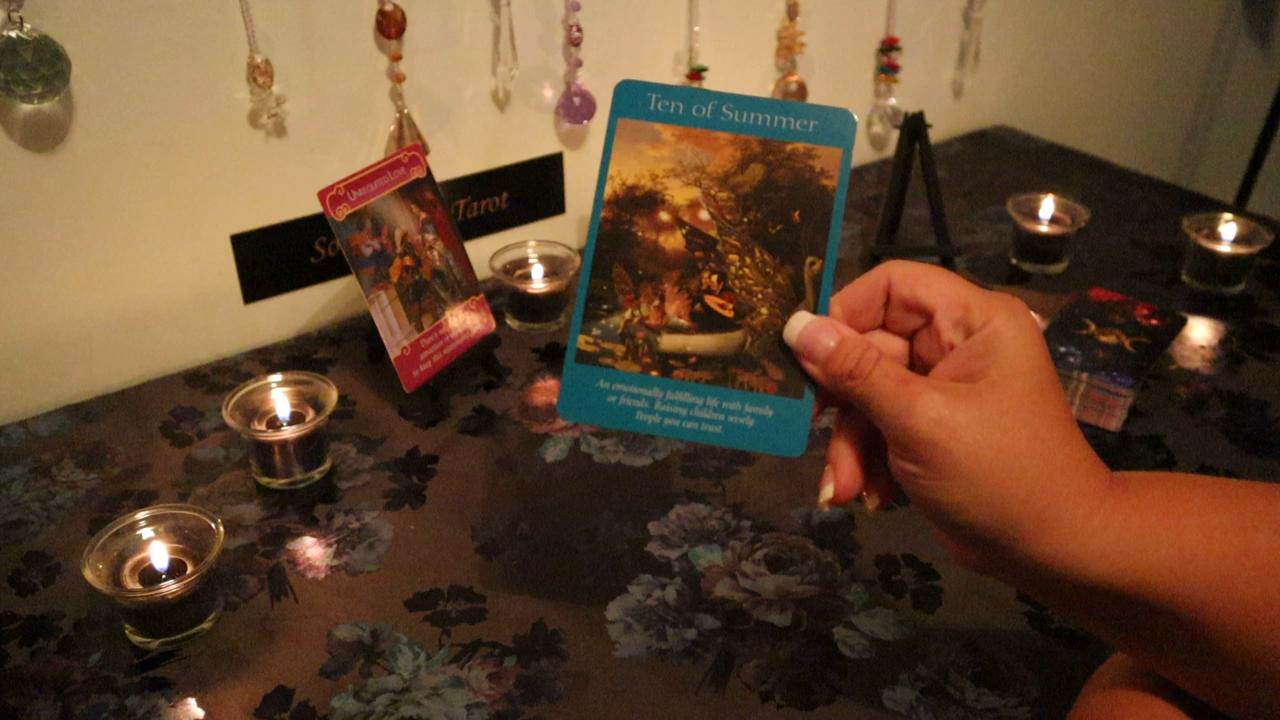 Ten of Summer
An emotionally fulfilling life with family
or friends. Raising children wisely.
People you can trust.
Unrequited Love
Tarot